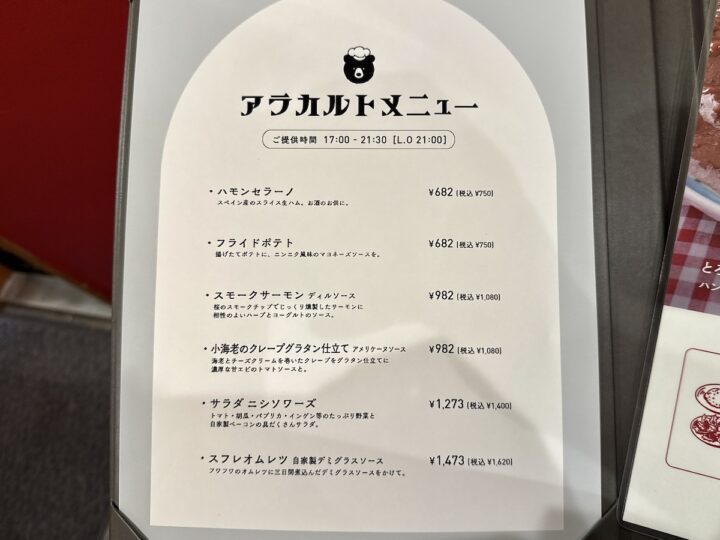 アラカルトメニュー
ご提供時間 17:00 - 21:30 [L.O 21:00]
・ハモンセラーノ ¥682 (税込 ¥750)
スペイン産のスライス生ハム。お酒のお供に。
・フライドポテト ¥682 (税込 ¥750)
揚げたてポテトに、ニンニク風味のマヨネーズソースを。
・スモークサーモン ディルソース ¥982 (税込 ¥1,080)
桜のスモークチップでじっくり燻製したサーモンに
相性のよいハーブとヨーグルトのソース。
・小海老のクレープグラタン仕立て アメリケーヌソース ¥982 (税込 ¥1,080)
海老とチーズクリームを巻いたクレープをグラタン仕立てに
濃厚な甘エビのトマトソースと。
・サラダ ニシソワーズ ¥1,273 (税込 ¥1,400)
トマト・胡瓜・パプリカ・インゲン等のたっぷり野菜と
自家製ベーコンの具だくさんサラダ。
・スフレオムレツ 自家製デミグラスソース ¥1,473 (税込 ¥1,620)
フワフワのオムレツに三日間煮込んだデミグラスソースをかけて。
とろ
ハン